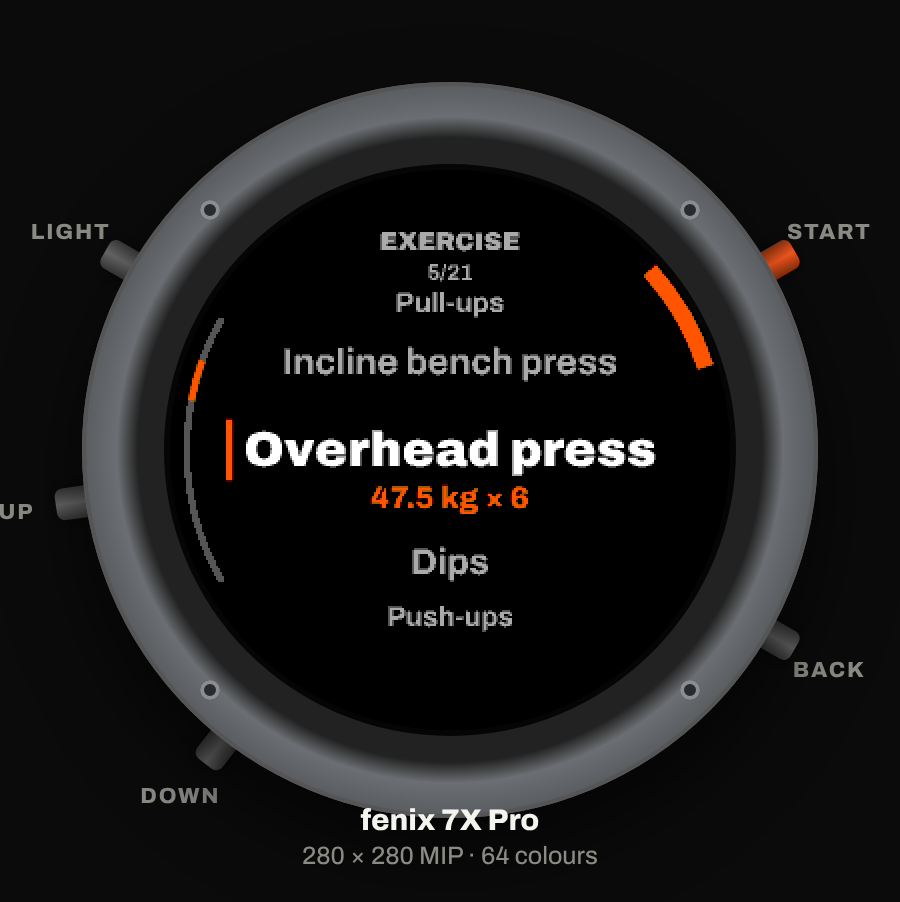 LIGHT
START
EXERCISE
5/21
Pull-ups
Incline bench press
Overhead press
47.5 kg × 6
UP
Dips
Push-ups
BACK
DOWN
fenix 7X Pro
280 × 280 MIP · 64 colours